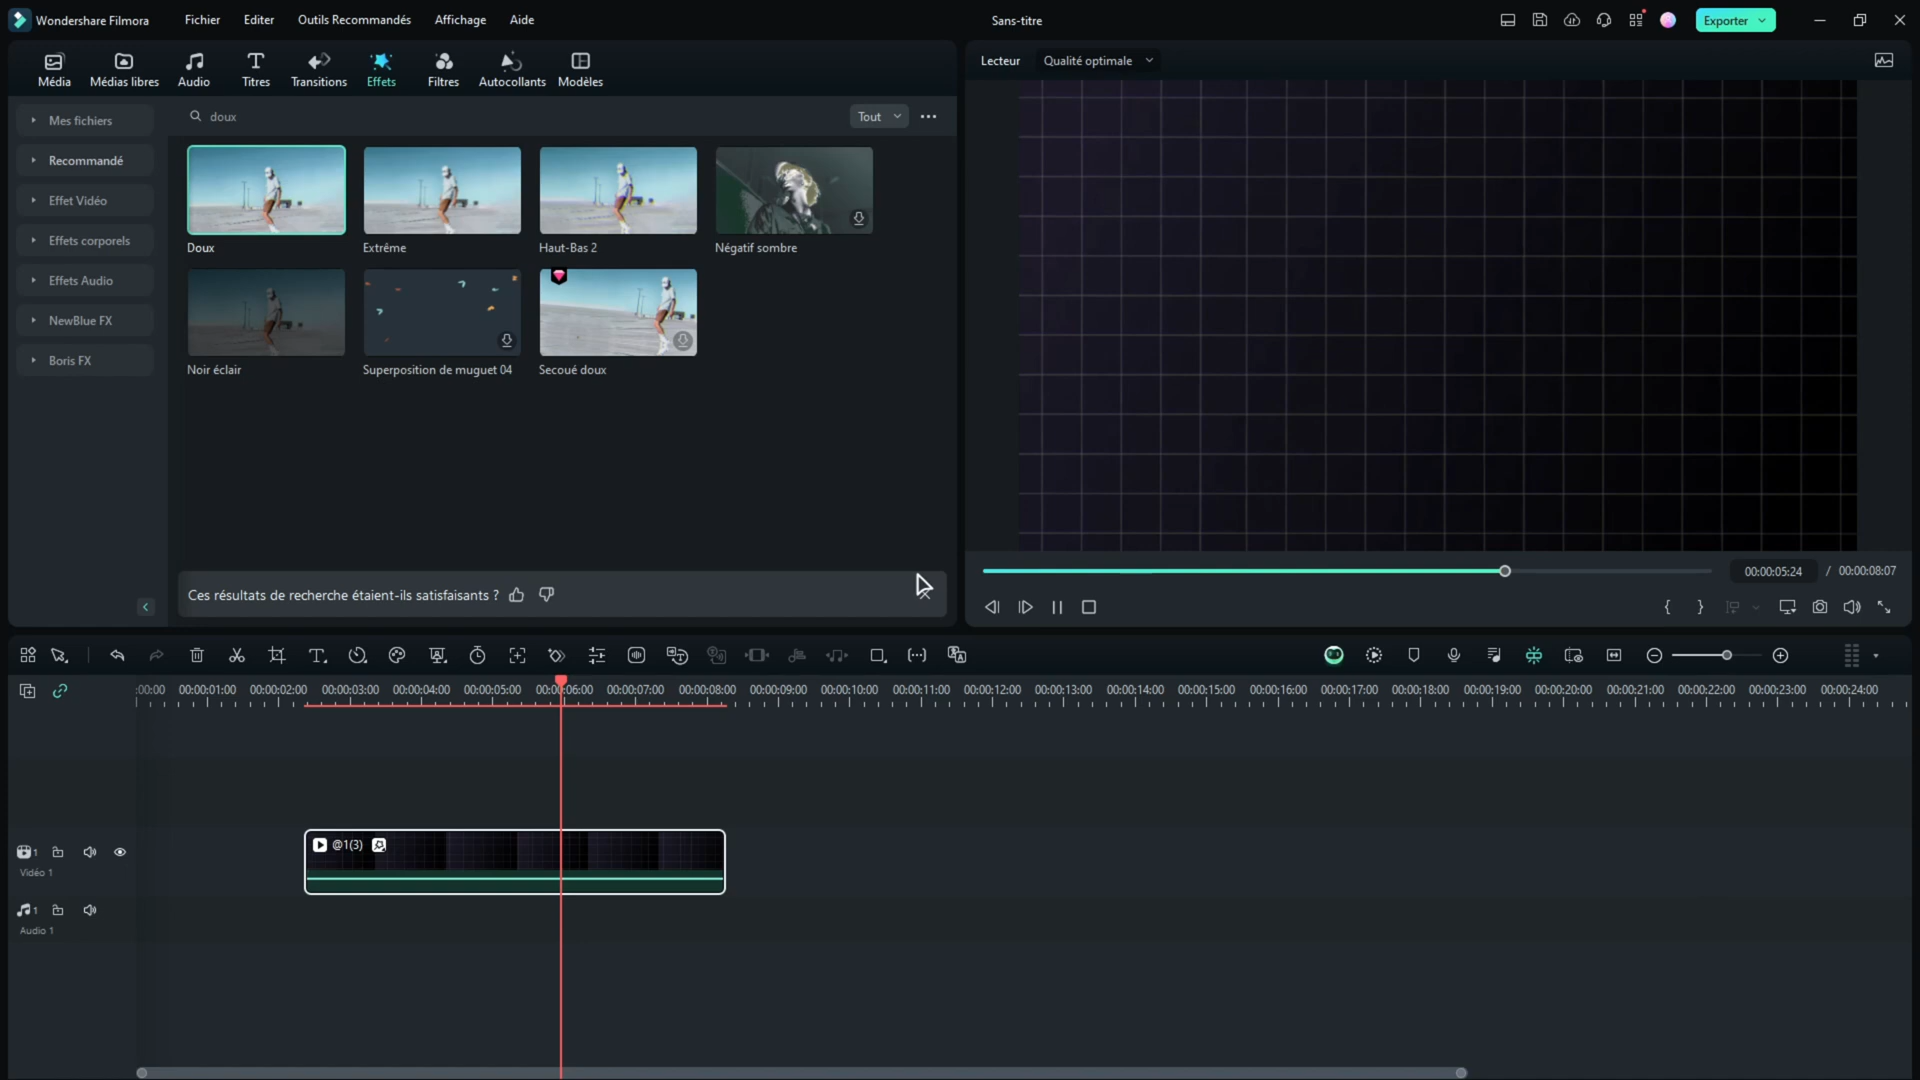 Wondershare Filmora
Fichier
Editer
Outils Recommandés
Affichage
Aide
Sans-titre
Exporter
Média
Médias libres
Audio
Titres
Transitions
Effets
Filtres
Autocollants
Modèles
Lecteur
Qualité optimale
Mes fichiers
Recommandé
Effet Vidéo
Effets corporels
Effets Audio
NewBlue FX
Boris FX
doux
Tout
Doux
Extrême
Haut-Bas 2
Négatif sombre
Noir éclair
Superposition de muguet 04
Secoué doux
Ces résultats de recherche étaient-ils satisfaisants ?
00:00:05:24 / 00:00:08:07
:00:00 00:00:01:00 00:00:02:00 00:00:03:00 00:00:04:00 00:00:05:00 00:00:06:00 00:00:07:00 00:00:08:00 00:00:09:00 00:00:10:00 00:00:11:00 00:00:12:00 00:00:13:00 00:00:14:00 00:00:15:00 00:00:16:00 00:00:17:00 00:00:18:00 00:00:19:00 00:00:20:00 00:00:21:00 00:00:22:00 00:00:23:00 00:00:24:00
@1(3)
1
Vidéo 1
1
Audio 1